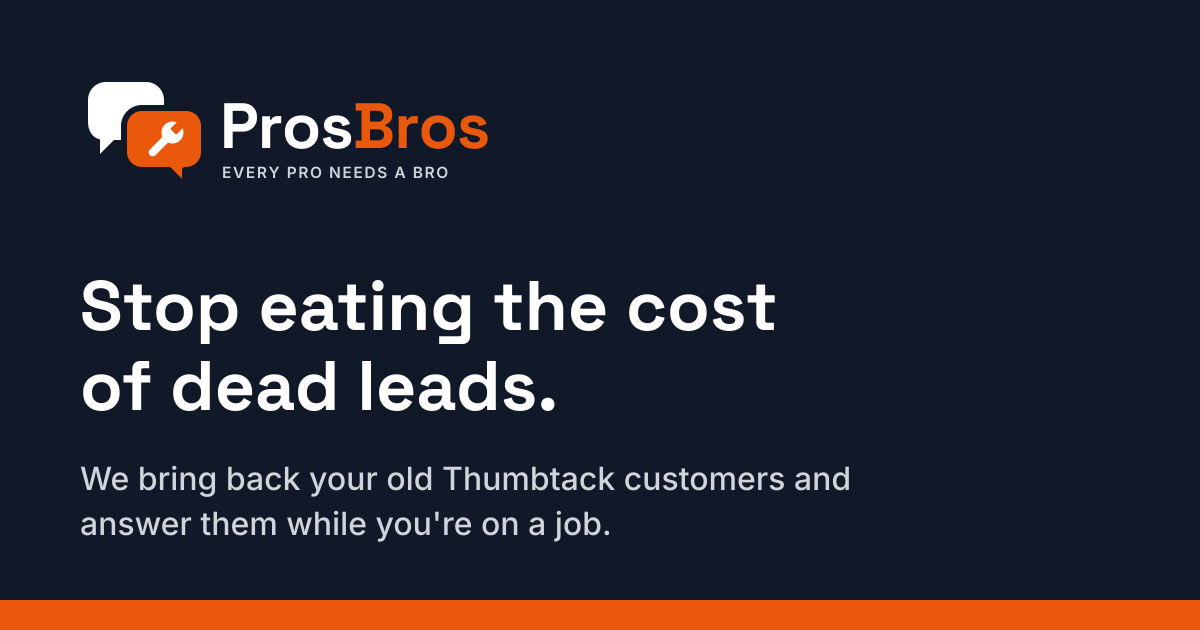 ProsBros
EVERY PRO NEEDS A BRO
Stop eating the cost
of dead leads.
We bring back your old Thumbtack customers and
answer them while you're on a job.